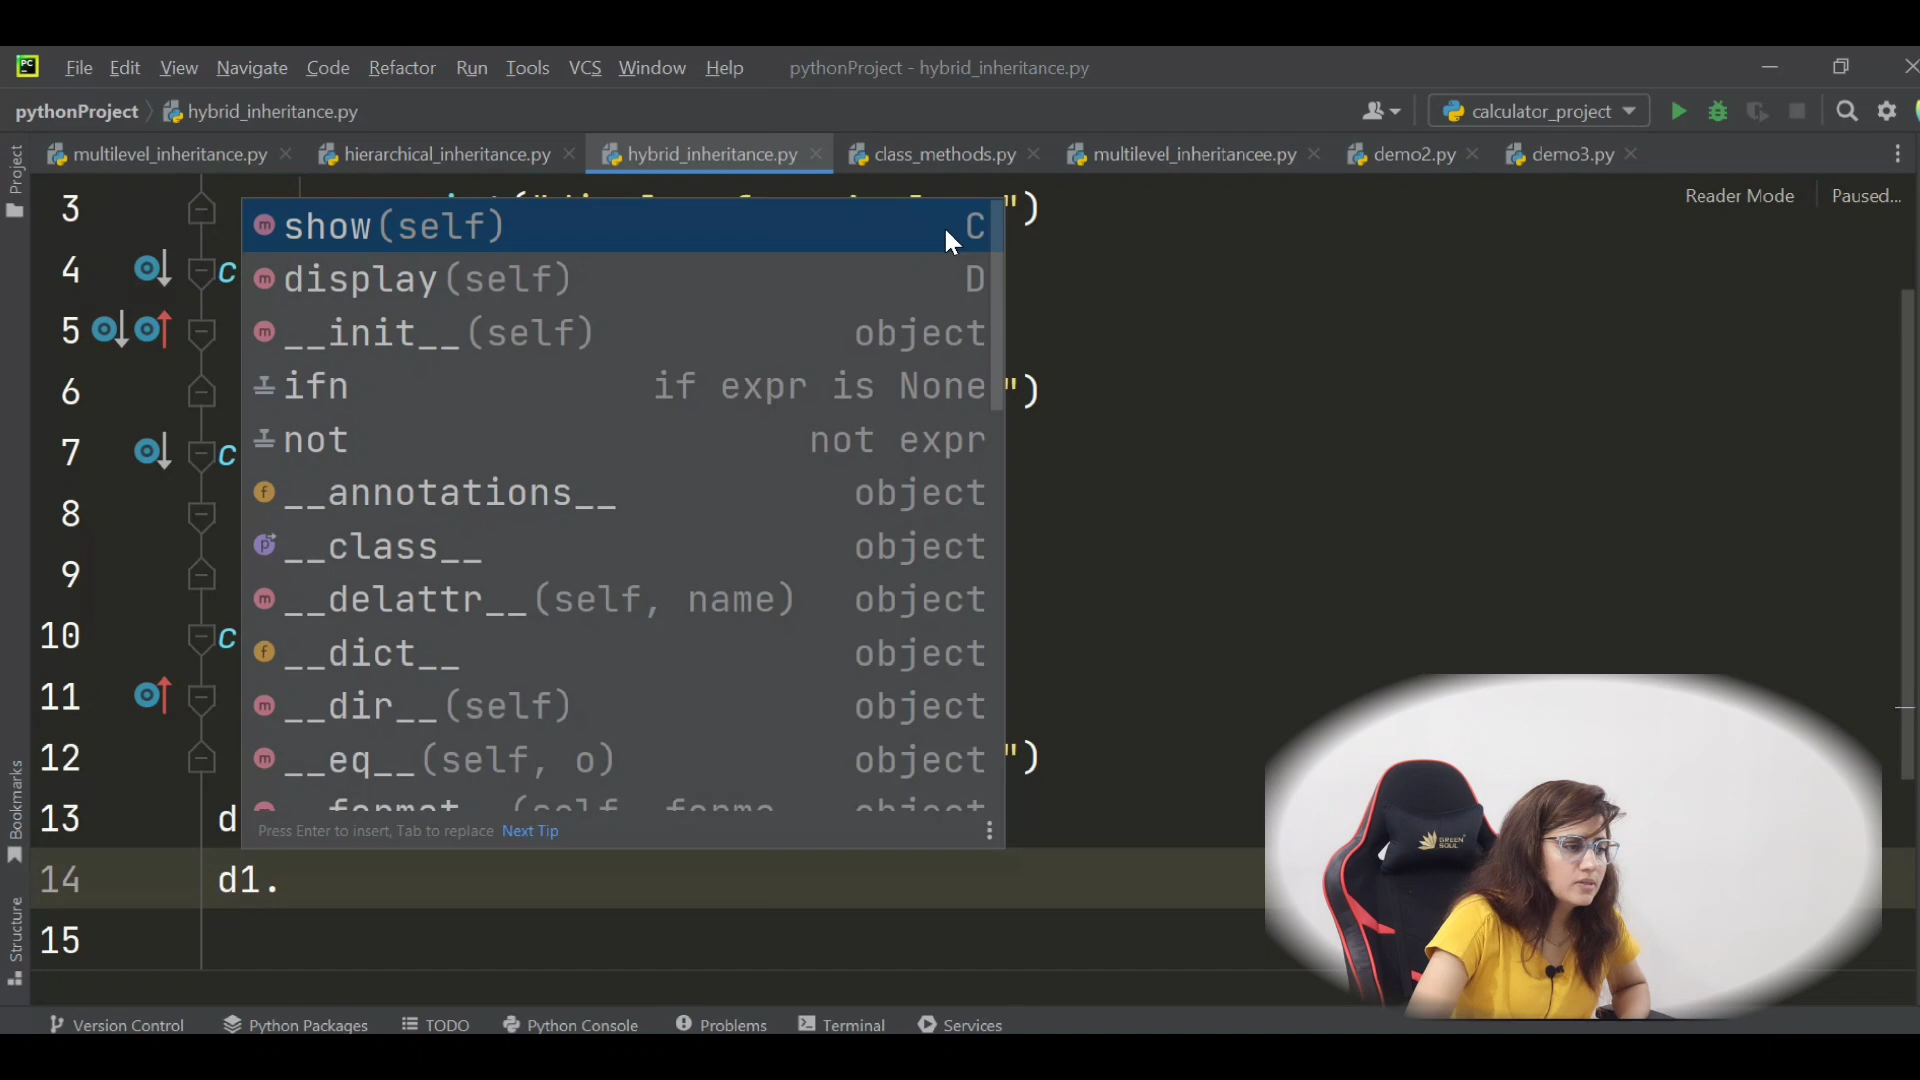 PC File Edit View Navigate Code Refactor Run Tools VCS Window Help pythonProject - hybrid_inheritance.py
pythonProject hybrid_inheritance.py calculator_project
multilevel_inheritance.py hierarchical_inheritance.py hybrid_inheritance.py class_methods.py multilevel_inheritancee.py demo2.py demo3.py
Project
Reader Mode Paused...
3 ")
show(self) C
4 c
display(self) D
5
__init__(self) object
6 ")
ifn if expr is None
7 c
not not expr
8
__annotations__ object
9
__class__ object
__delattr__(self, name) object
10 c
__dict__ object
11
__dir__(self) object
12 ")
__eq__(self, o) object
13 d
Press Enter to insert, Tab to replace Next Tip
14 d1.
15
Bookmarks
Structure
GREEN
SOUL
Version Control Python Packages TODO Python Console Problems Terminal Services